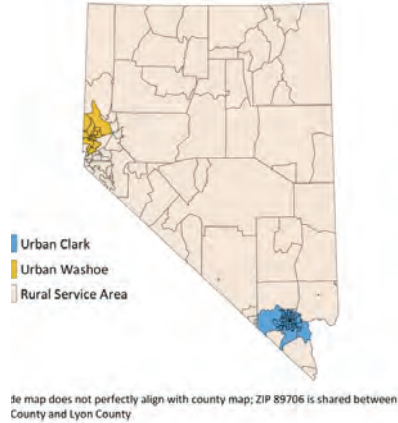 Urban Clark
Urban Washoe
Rural Service Area
de map does not perfectly align with county map; ZIP 89706 is shared between
County and Lyon County